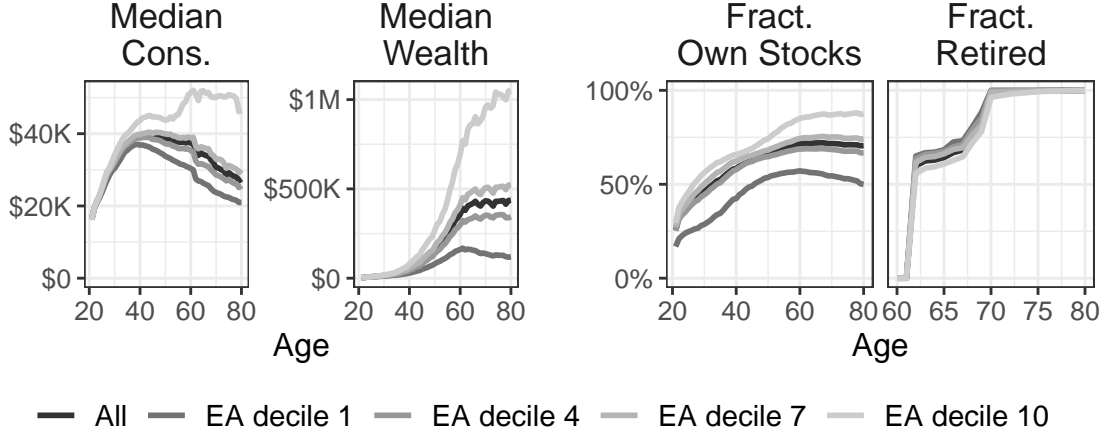 Median Cons.
Median Wealth
Fract. Own Stocks
Fract. Retired
$40K
$20K
$0
$1M
$500K
$0
100%
50%
0%
20 40 60 80
20 40 60 80
20 40 60 80
60 65 70 75 80
Age
Age
All EA decile 1 EA decile 4 EA decile 7 EA decile 10